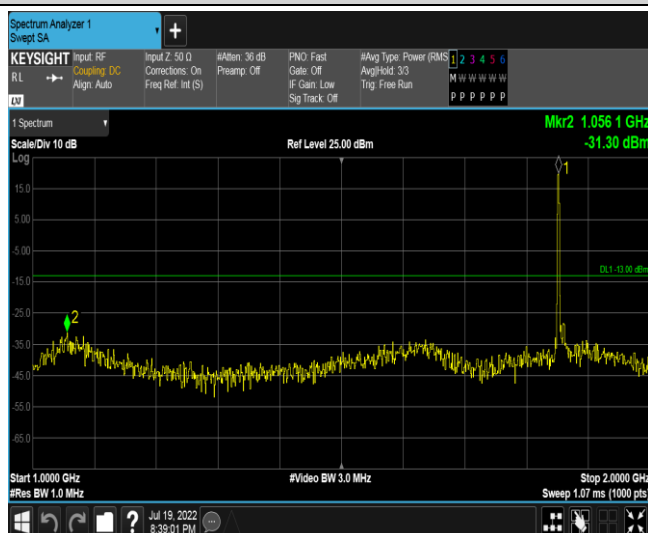 Spectrum Analyzer 1
Swept SA
+
KEYSIGHT Input: RF Input Z: 50 Ω #Atten: 36 dB PNO: Fast #Avg Type: Power (RMS 1 2 3 4 5 6
RL Coupling: DC Corrections: On Preamp: Off Gate: Off Avg|Hold: 3/3 M W W W W W
Align: Auto Freq Ref: Int (S) IF Gain: Low Trig: Free Run
Sig Track: Off P P P P P P
LXI
1 Spectrum Mkr2 1.056 1 GHz
Scale/Div 10 dB Ref Level 25.00 dBm -31.30 dBm
Log
1
15.0
5.00
-5.00
DL1 -13.00 dBm
-15.0
-25.0
2
-35.0
-45.0
-55.0
-65.0
Start 1.0000 GHz #Video BW 3.0 MHz Stop 2.0000 GHz
#Res BW 1.0 MHz Sweep 1.07 ms (1000 pts)
? Jul 19, 2022
8:39:01 PM